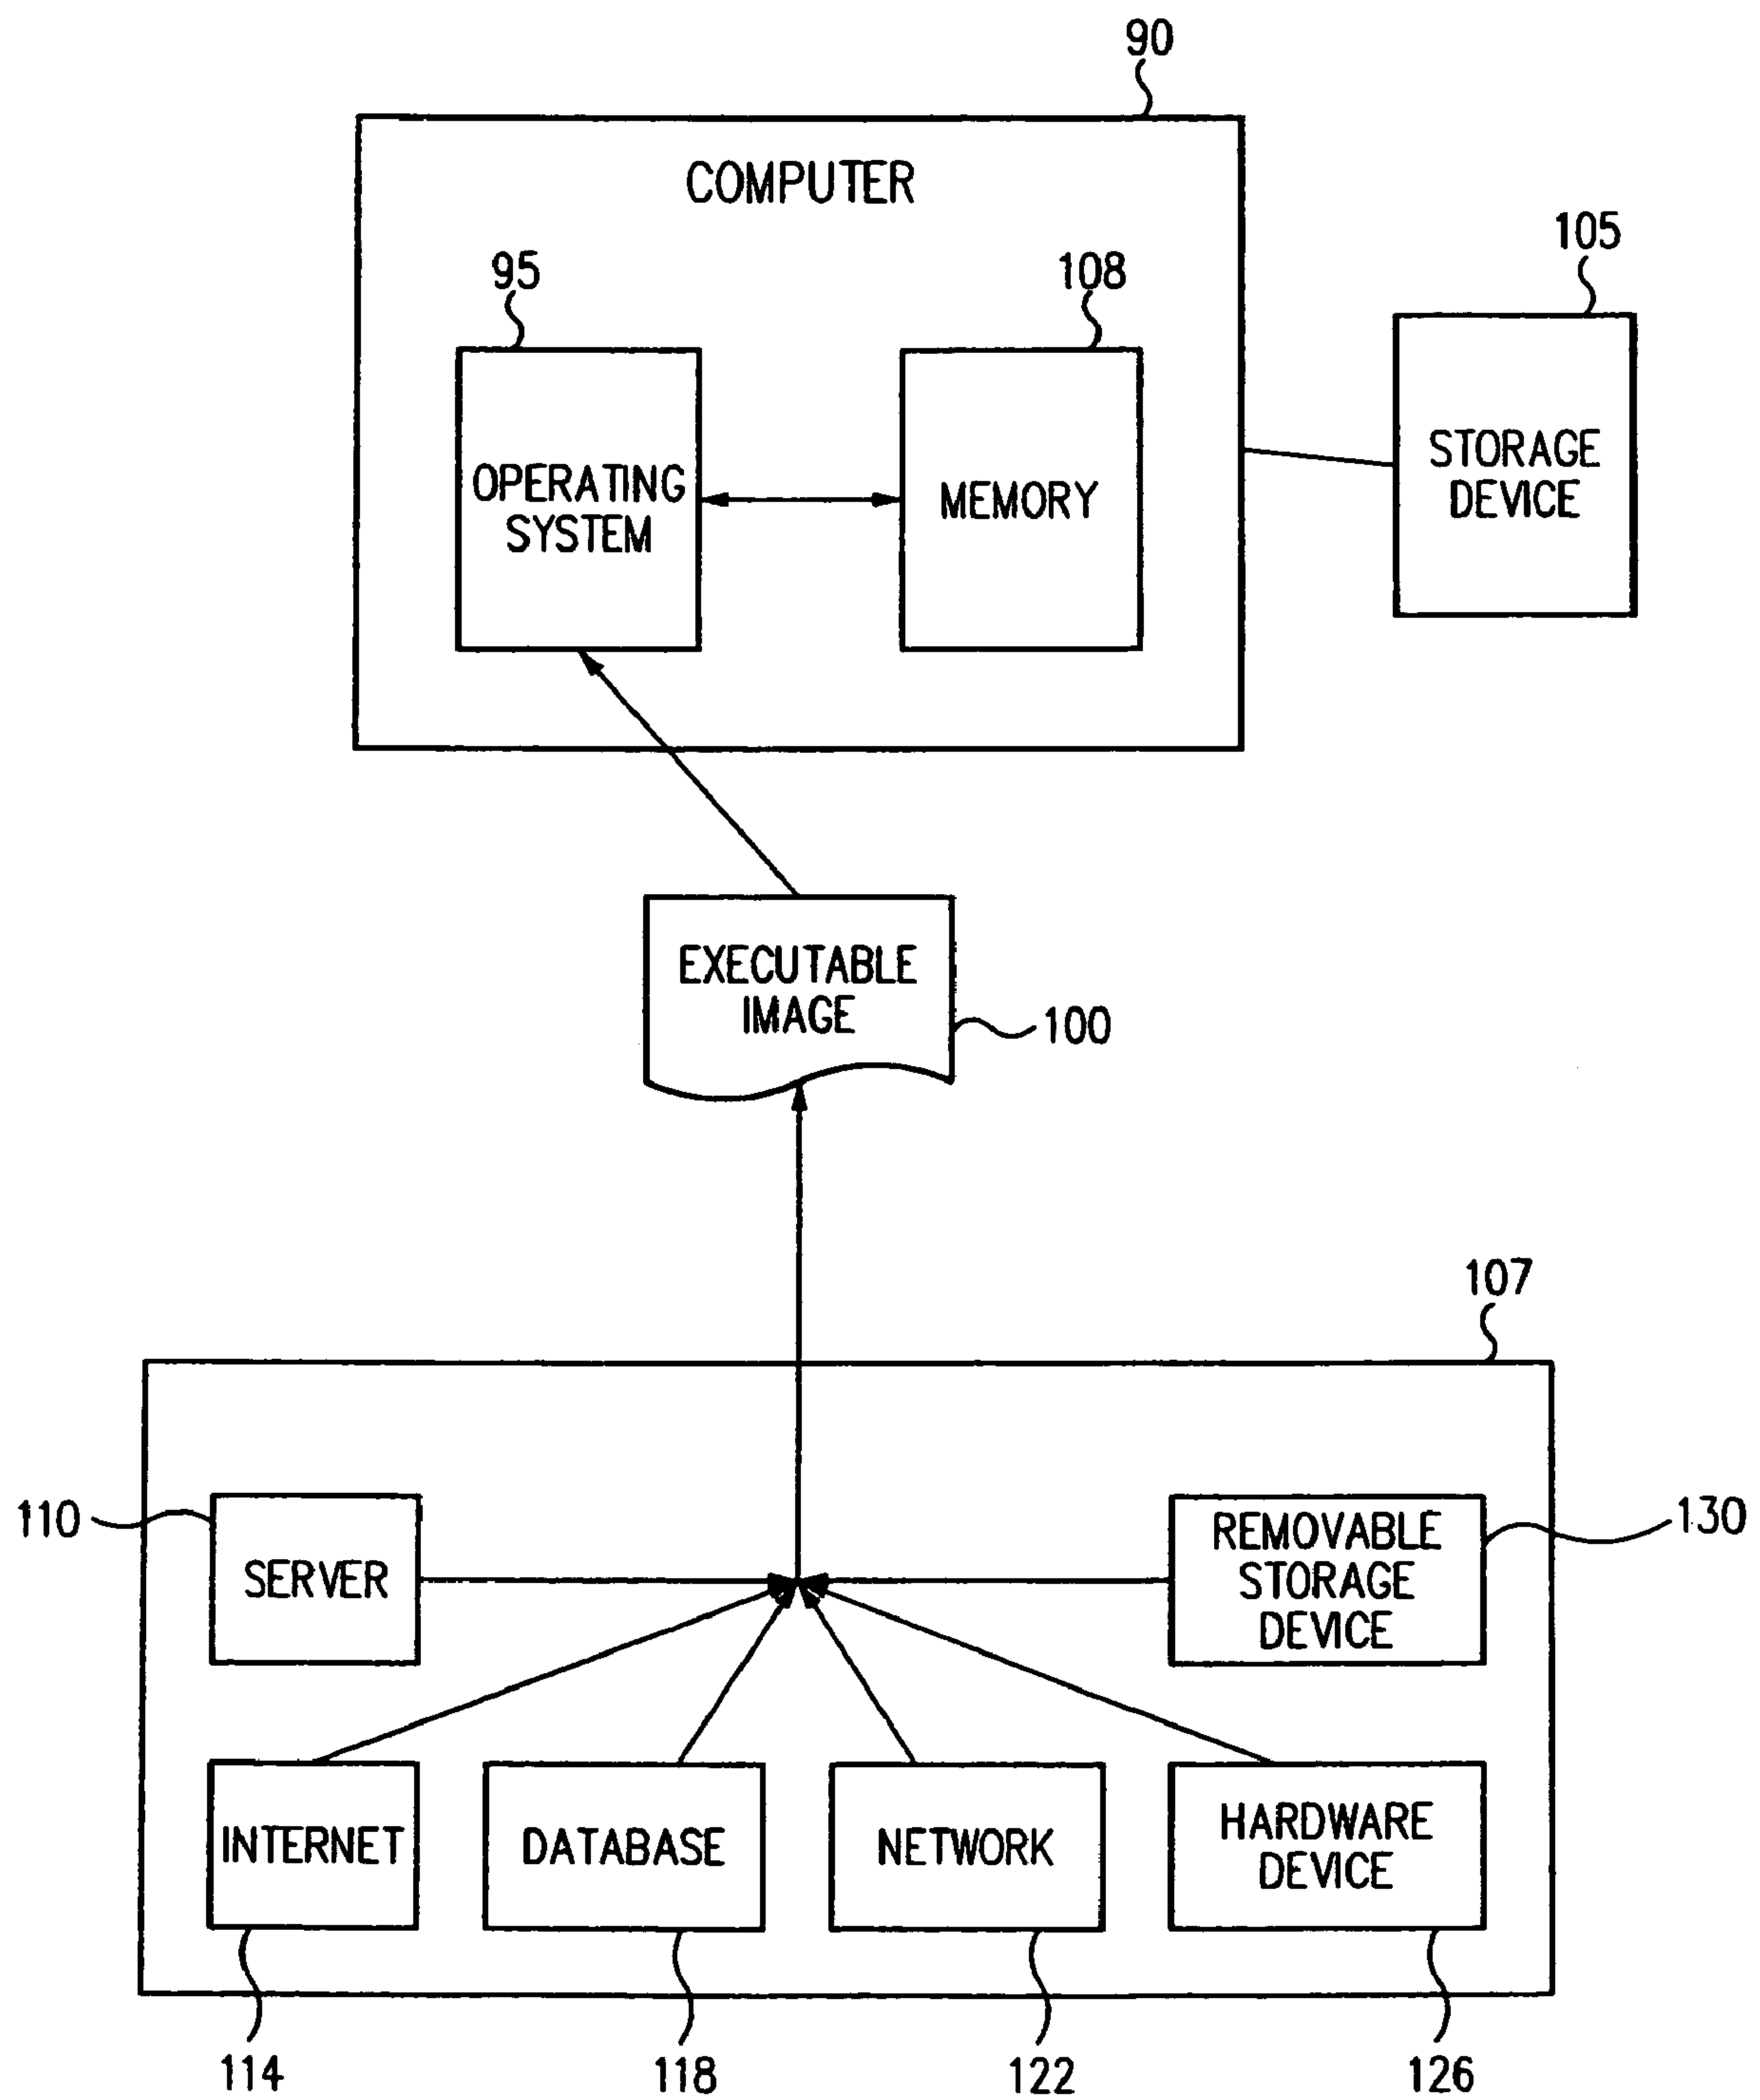 90
COMPUTER
105
95
108
STORAGE
DEVICE
OPERATING
SYSTEM
MEMORY
EXECUTABLE
IMAGE
100
107
110
SERVER
REMOVABLE
STORAGE
DEVICE
130
INTERNET
DATABASE
NETWORK
HARDWARE
DEVICE
114
118
122
126